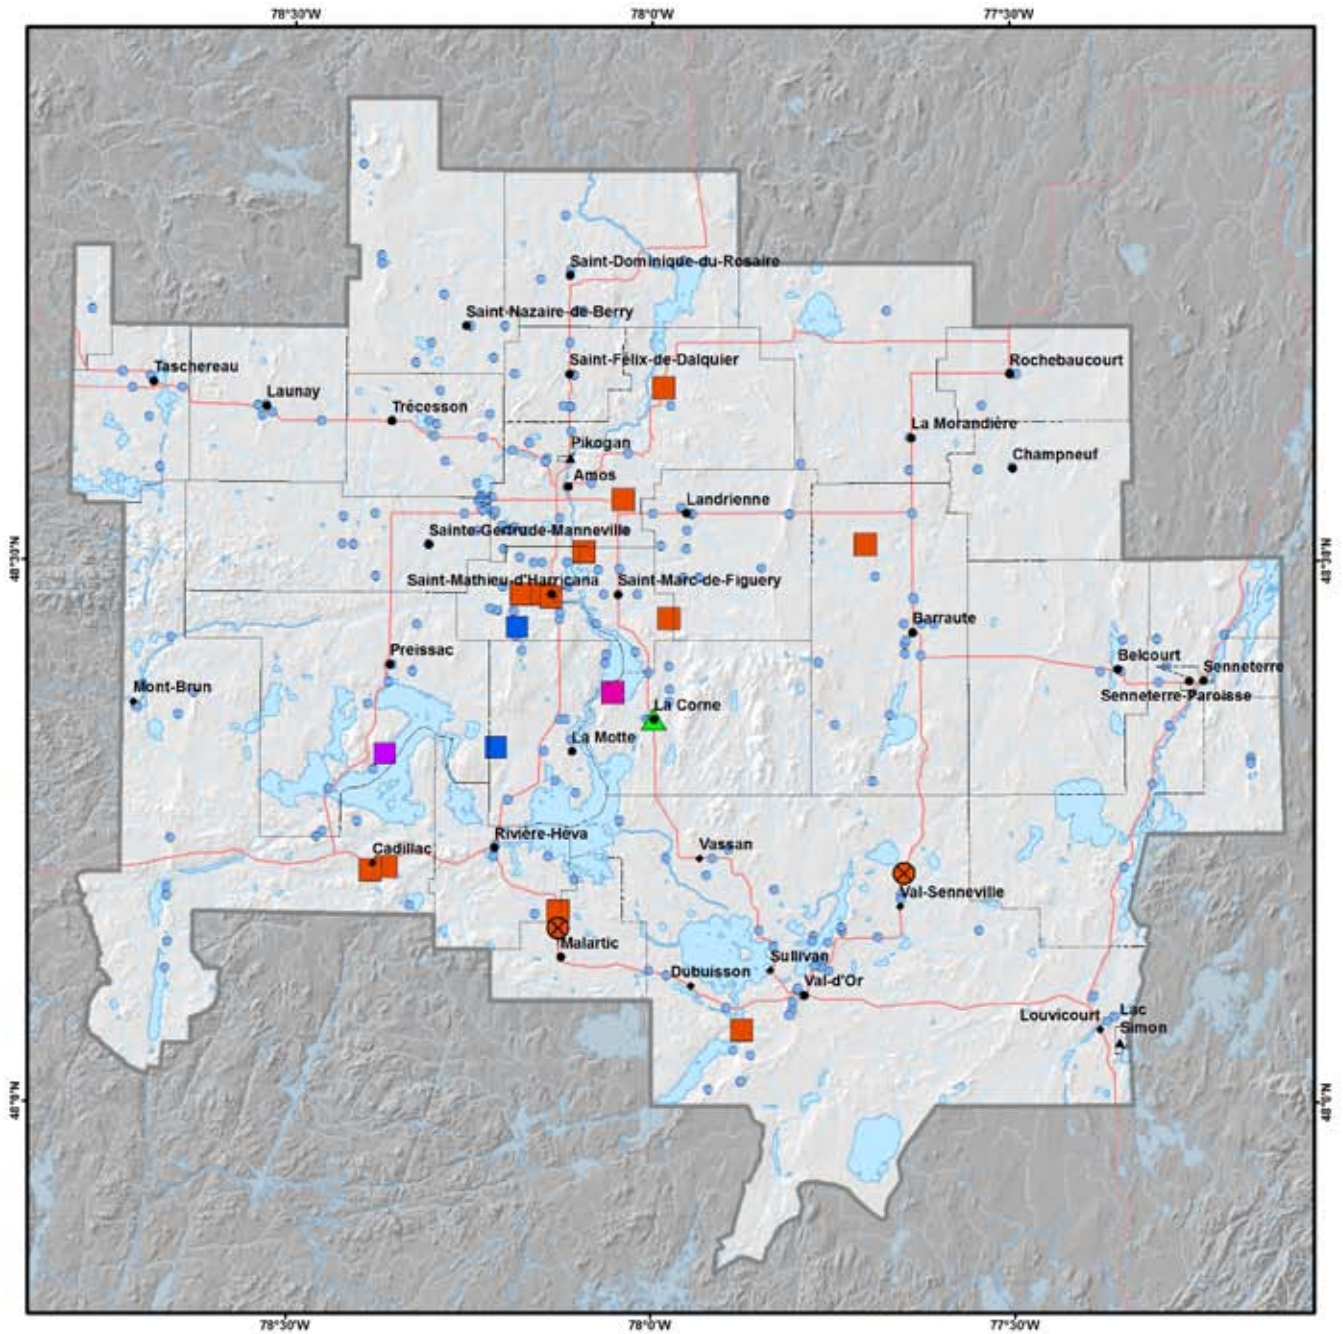 78°30'W 78°0'W 77°30'W
Saint-Dominique-du-Rosaire
Saint-Nazaire-de-Berry
Saint-Félix-de-Dalquier
Rochebaucourt
Taschereau
Launay
Trécesson
La Morandière
Pikogan
Champneuf
Amos
Landrienne
Sainte-Gertrude-Manneville
48°30'N
48°30'N
Saint-Mathieu-d'Harricana
Saint-Marc-de-Figuery
Barraute
Preissac
Belcourt
Senneterre
Mont-Brun
Senneterre-Paroisse
La Corne
La Motte
Rivière-Héva
Vassan
Cadillac
Val-Senneville
Malartic
Sullivan
Dubuisson
Val-d'Or
Louvicourt
Lac
Simon
48°0'N
48°0'N
78°30'W 78°0'W 77°30'W